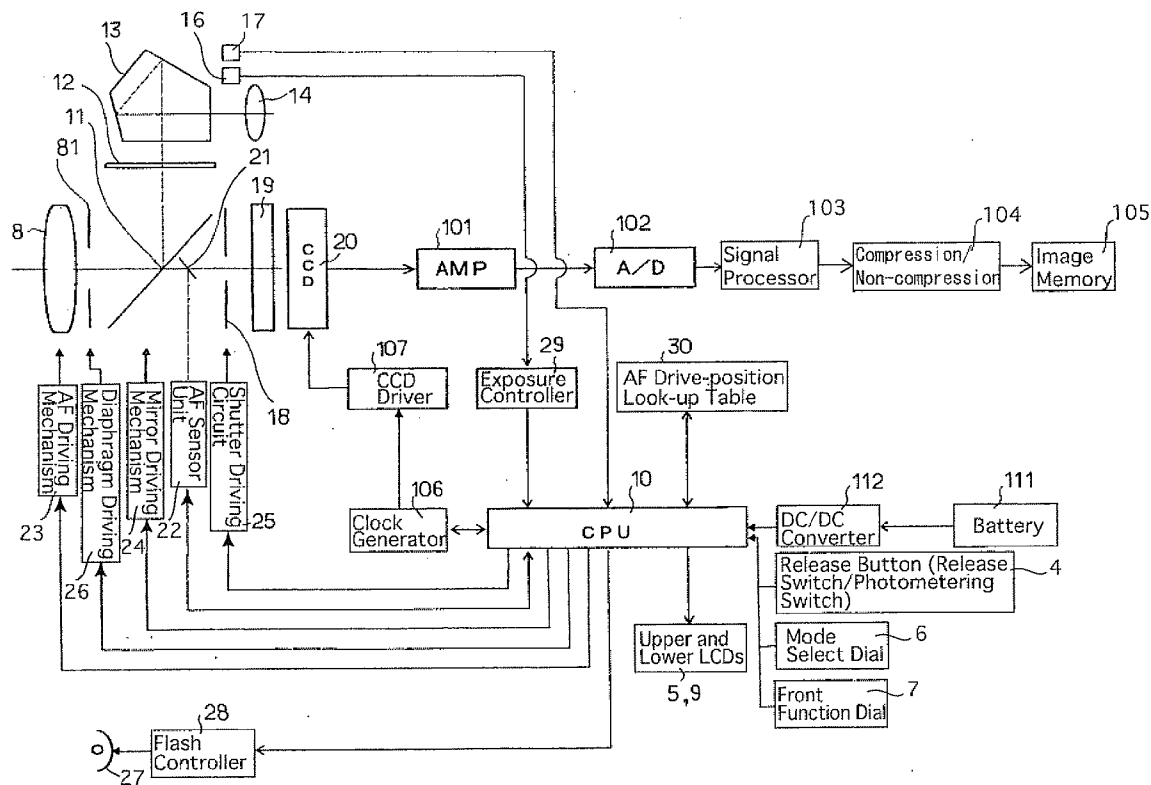 17
16
13
12
14
11
81
21
19
8
CCD
20
101
AMP
102
A/D
103
Signal
Processor
104
Compression/
Non-compression
105
Image
Memory
18
107
CCD
Driver
29
Exposure
Controller
30
AF Drive-position
Look-up Table
AF Driving
Mechanism
23
Diaphragm Driving
Mechanism
26
Mirror Driving
Mechanism
24
AF Sensor
Unit
22
Shutter Driving
Circuit
25
106
Clock
Generator
10
CPU
112
DC/DC
Converter
111
Battery
Release Button (Release
Switch/Photometering
Switch)
4
Upper and
Lower LCDs
5,9
Mode
Select Dial
6
Front
Function Dial
7
28
Flash
Controller
27